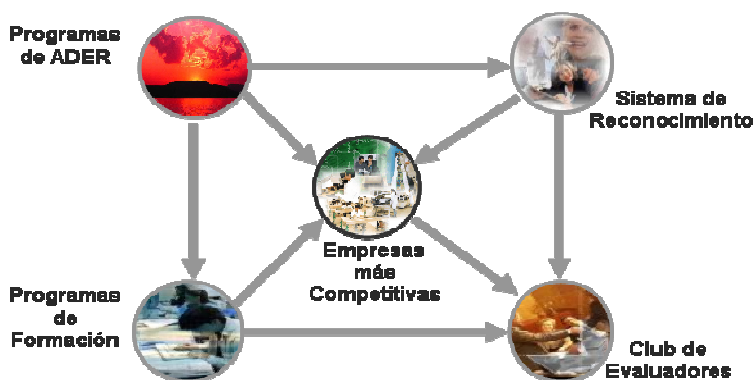 Programas
de ADER
Sistema de
Reconocimiento
Empresas
más
Competitivas
Programas
de
Formación
Club de
Evaluadores